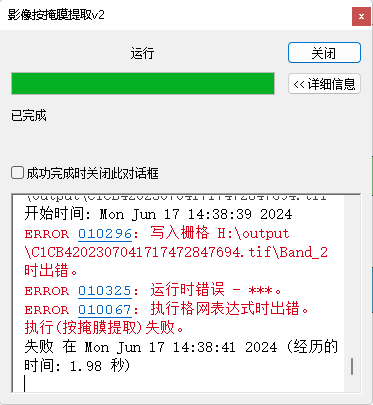 影像按掩膜提取v2
x
运行
关闭
<< 详细信息
已完成
成功完成时关闭此对话框
\output\C1CB4202307041717472847694.tif
开始时间: Mon Jun 17 14:38:39 2024
ERROR 010296: 写入栅格 H:\output
\C1CB4202307041717472847694.tif\Band_2
时出错。
ERROR 010325: 运行时错误 - ***。
ERROR 010067: 执行格网表达式时出错。
执行(按掩膜提取)失败。
失败 在 Mon Jun 17 14:38:41 2024 (经历的
时间: 1.98 秒)